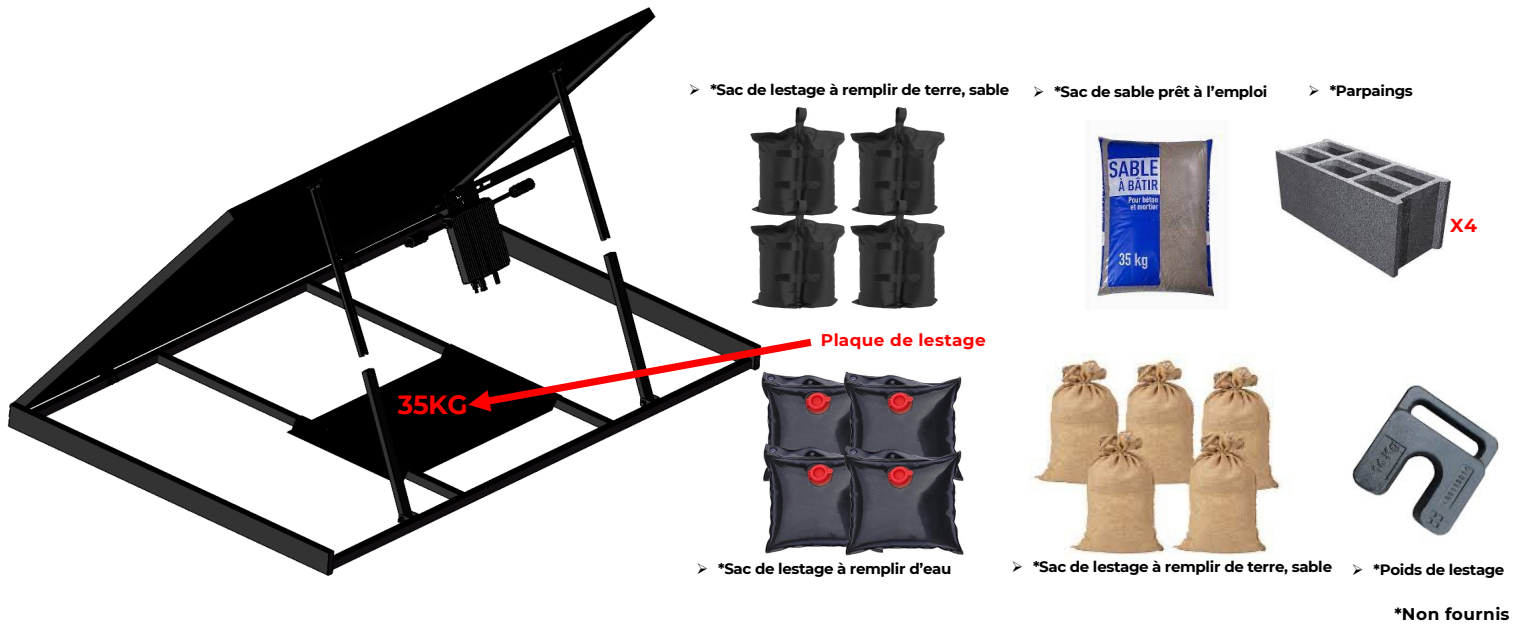 ➢ *Sac de lestage à remplir de terre, sable
➢ *Sac de sable prêt à l'emploi
➢ *Parpaings
SABLE
À BÂTIR
Pour béton
et mortier
35 kg
X4
Plaque de lestage
35KG
➢ *Sac de lestage à remplir d'eau
➢ *Sac de lestage à remplir de terre, sable
➢ *Poids de lestage
*Non fournis